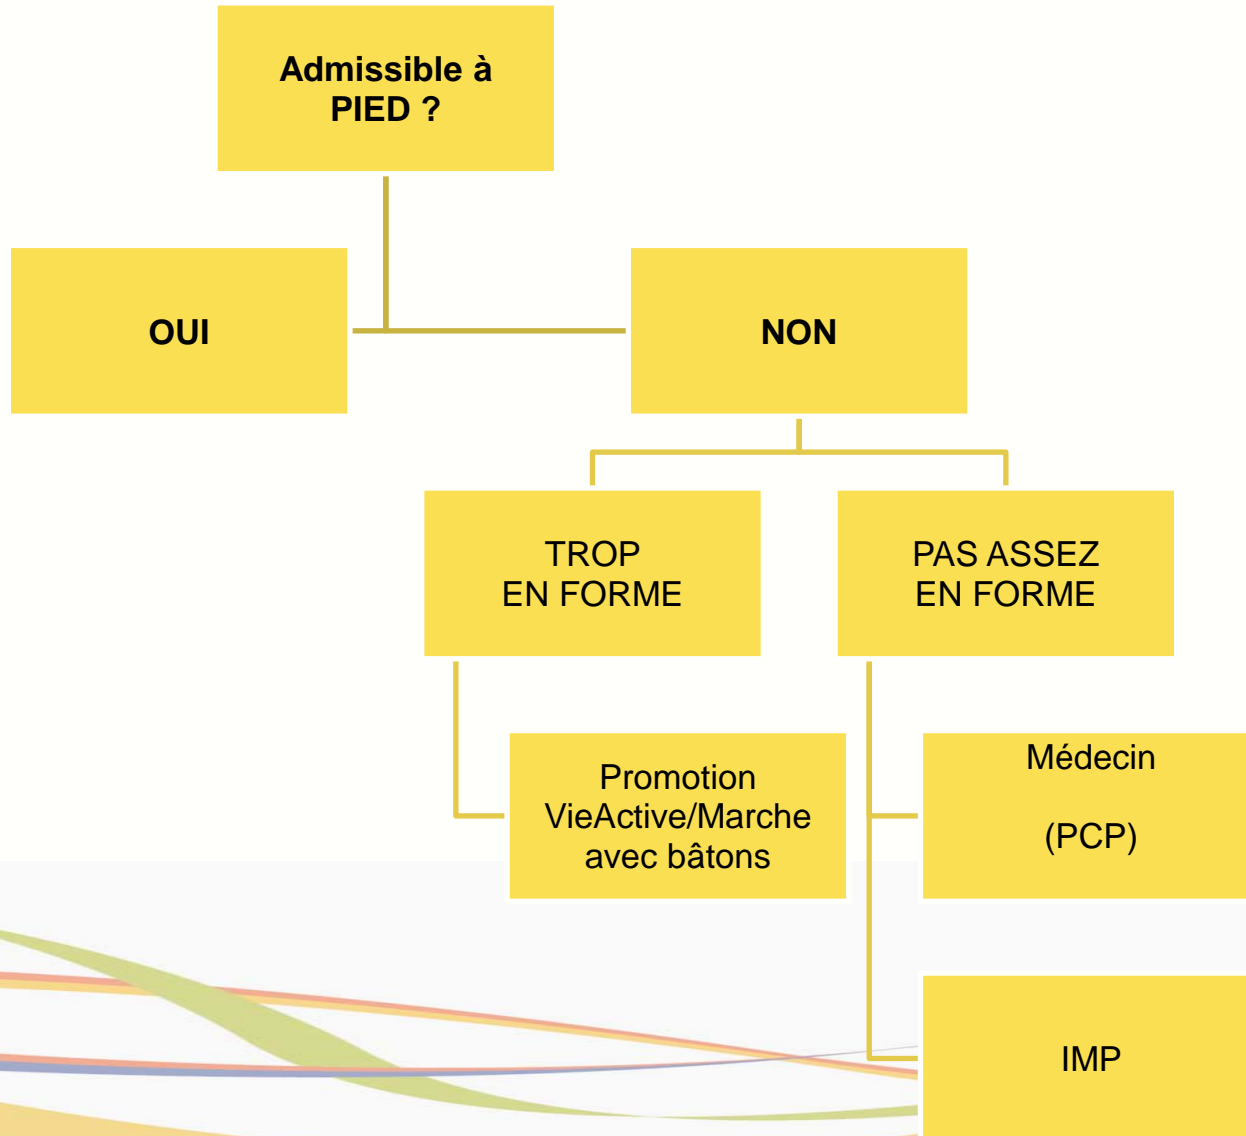 Admissible à
PIED ?
OUI
NON
TROP
EN FORME
PAS ASSEZ
EN FORME
Promotion
VieActive/Marche
avec bâtons
Médecin
(PCP)
IMP